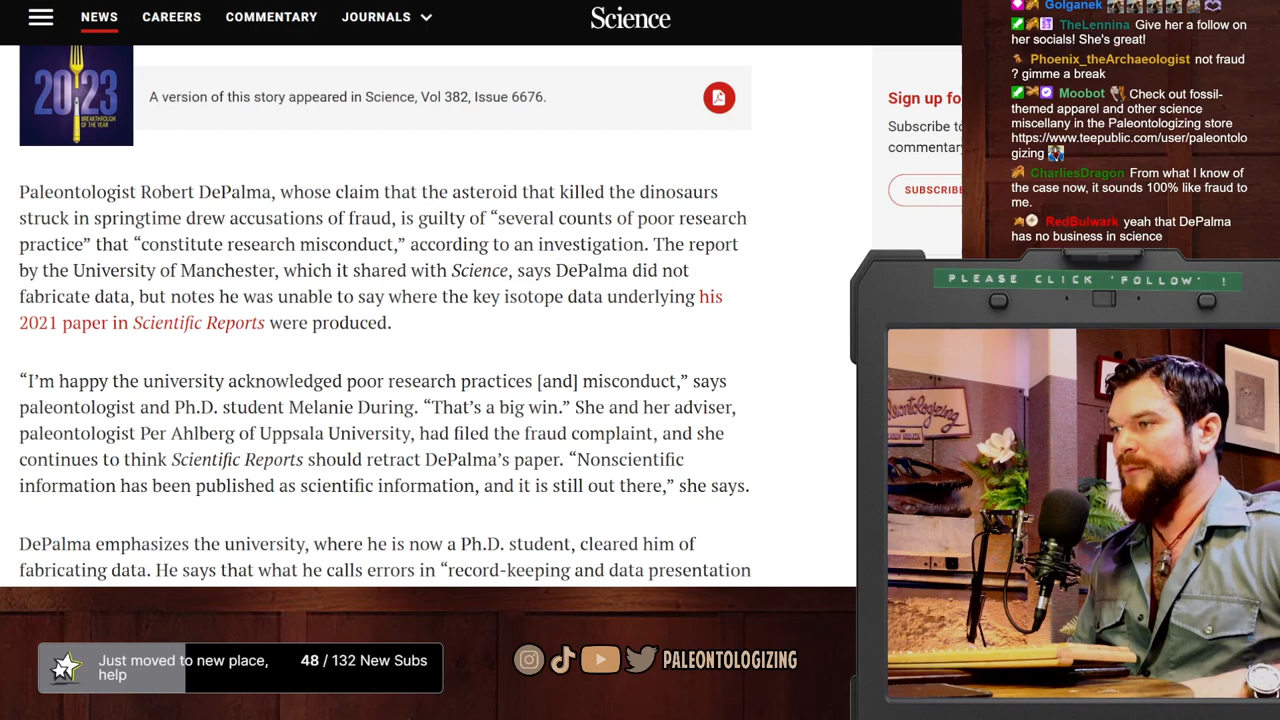 NEWS
CAREERS
COMMENTARY
JOURNALS
Science
2023
BREAKTHROUGH
OF THE YEAR
A version of this story appeared in Science, Vol 382, Issue 6676.
Sign up fo
Subscribe to
commentary
SUBSCRIBE
Paleontologist Robert DePalma, whose claim that the asteroid that killed the dinosaurs
struck in springtime drew accusations of fraud, is guilty of “several counts of poor research
practice” that “constitute research misconduct,” according to an investigation. The report
by the University of Manchester, which it shared with Science, says DePalma did not
fabricate data, but notes he was unable to say where the key isotope data underlying his
2021 paper in Scientific Reports were produced.
“I’m happy the university acknowledged poor research practices [and] misconduct,” says
paleontologist and Ph.D. student Melanie During. “That’s a big win.” She and her adviser,
paleontologist Per Ahlberg of Uppsala University, had filed the fraud complaint, and she
continues to think Scientific Reports should retract DePalma’s paper. “Nonscientific
information has been published as scientific information, and it is still out there,” she says.
DePalma emphasizes the university, where he is now a Ph.D. student, cleared him of
fabricating data. He says that what he calls errors in “record-keeping and data presentation
Golganek
TheLennina Give her a follow on
her socials! She's great!
Phoenix_theArchaeologist not fraud
? gimme a break
Moobot Check out fossil-
themed apparel and other science
miscellany in the Paleontologizing store
https://www.teepublic.com/user/paleontolo
gizing
CharliesDragon From what I know of
the case now, it sounds 100% like fraud to
me.
RedBulwark yeah that DePalma
has no business in science
PLEASE CLICK 'FOLLOW' !
Just moved to new place,
help
48 / 132 New Subs
PALEONTOLOGIZING